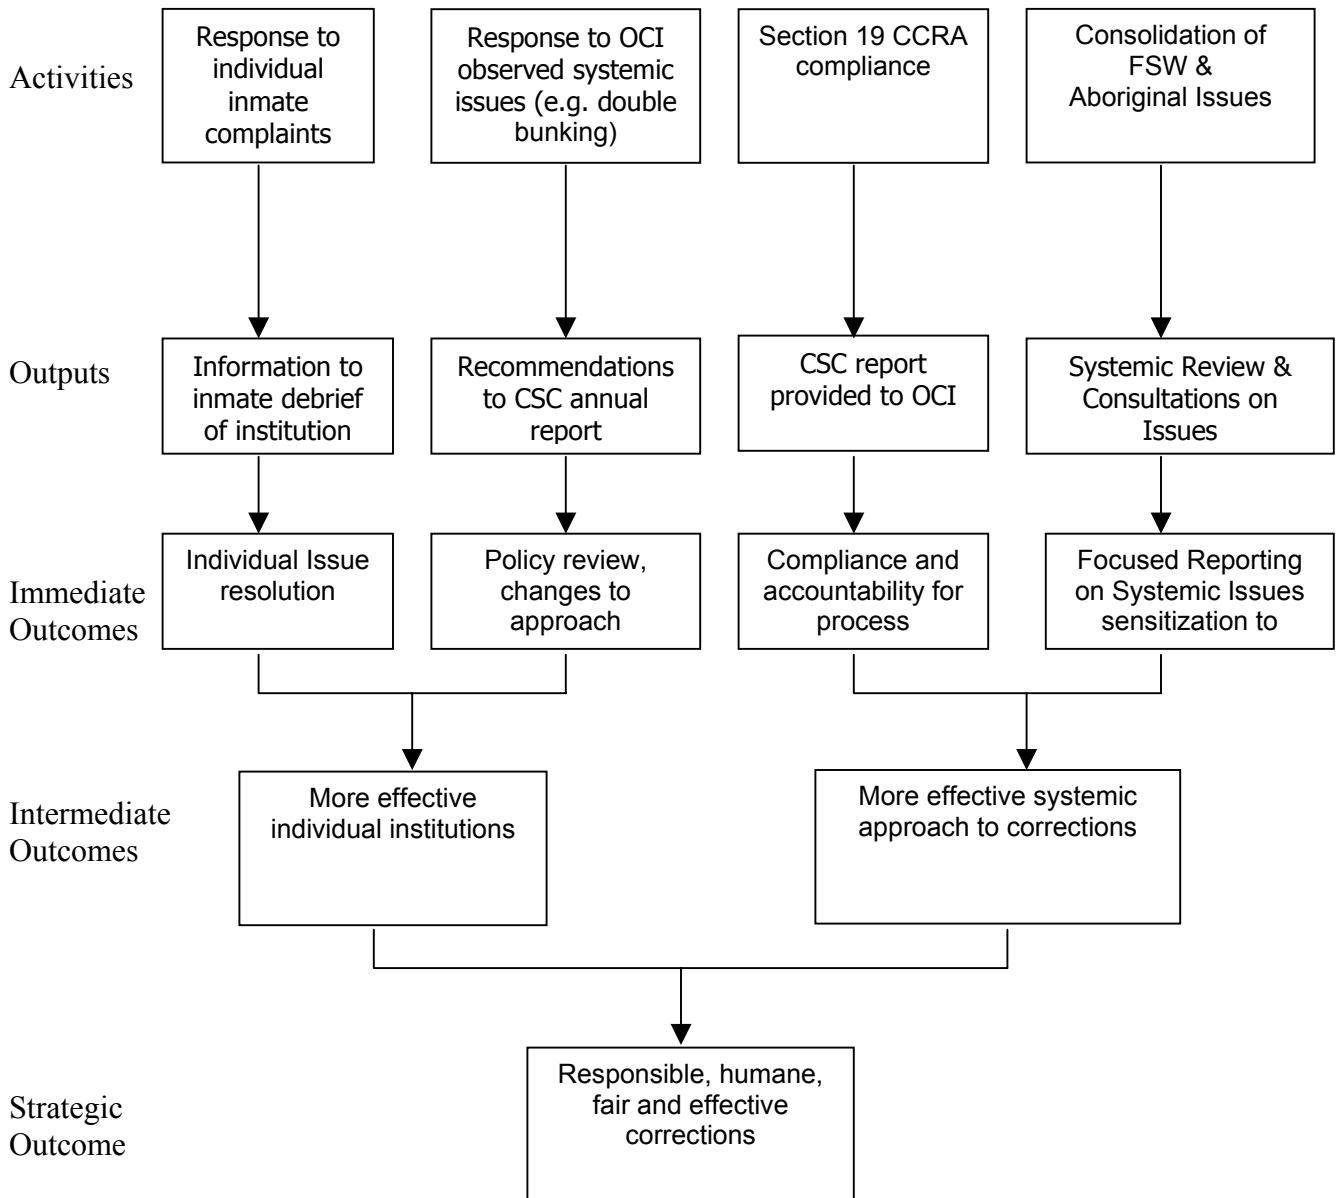 Activities
Response to
individual
inmate
complaints
Response to OCI
observed systemic
issues (e.g. double
bunking)
Section 19 CCRA
compliance
Consolidation of
FSW &
Aboriginal Issues
Outputs
Information to
inmate debrief
of institution
Recommendations
to CSC annual
report
CSC report
provided to OCI
Systemic Review &
Consultations on
Issues
Immediate
Outcomes
Individual Issue
resolution
Policy review,
changes to
approach
Compliance and
accountability for
process
Focused Reporting
on Systemic Issues
sensitization to
Intermediate
Outcomes
More effective
individual institutions
More effective systemic
approach to corrections
Strategic
Outcome
Responsible, humane,
fair and effective
corrections